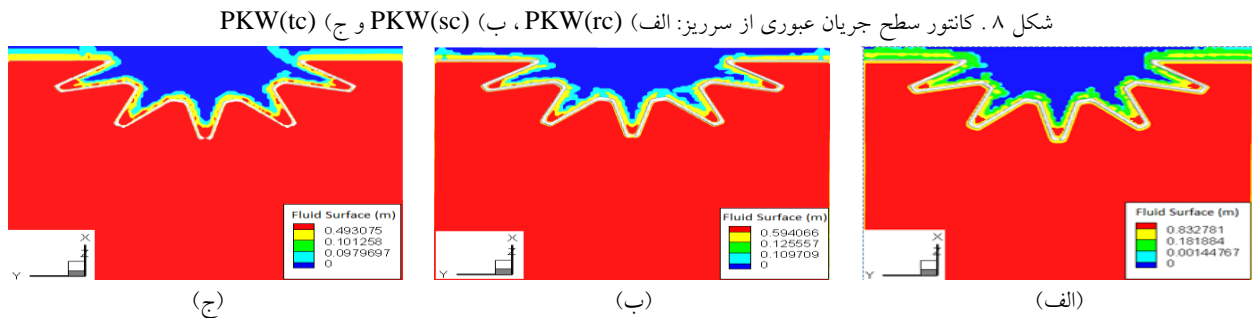 شکل ۸ . کانتور سطح جریان عبوری از سرریز: الف) PKW(rc) ، ب) PKW(sc) و ج) PKW(tc)
Fluid Surface (m)
0.832781
0.181884
0.00144767
0
X
Z
Y
(الف)
Fluid Surface (m)
0.594066
0.125557
0.109709
0
X
Z
Y
(ب)
Fluid Surface (m)
0.493075
0.101258
0.0979697
0
X
Z
Y
(ج)